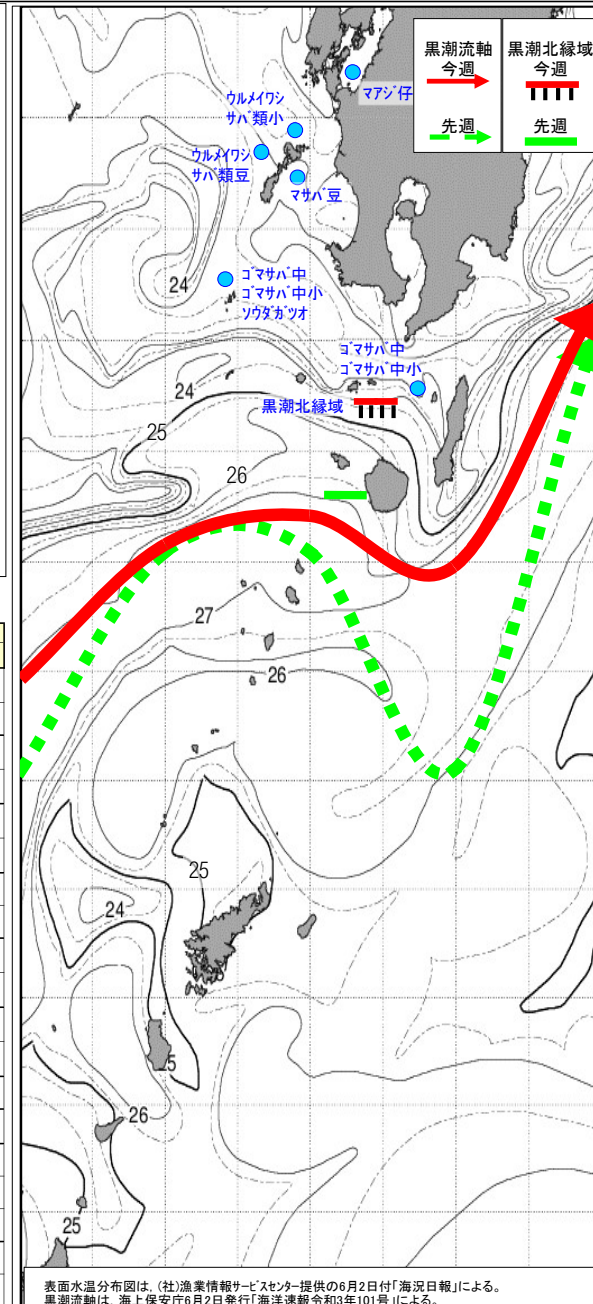 黒潮流軸
今週
先週
黒潮北縁域
今週
先週
マアジ仔
ウルメイワシ
サバ類小
ウルメイワシ
サバ類豆
マサバ豆
24
ゴマサバ中
ゴマサバ中小
ソウダガツオ
ゴマサバ中
ゴマサバ中小
24
黒潮北縁域
25
26
27
26
25
24
25
26
25
表面水温分布図は、(社)漁業情報サービスセンター提供の6月2日付「海況日報」による。
黒潮流軸は、海上保安庁6月2日発行「海洋速報令和3年101号」による。